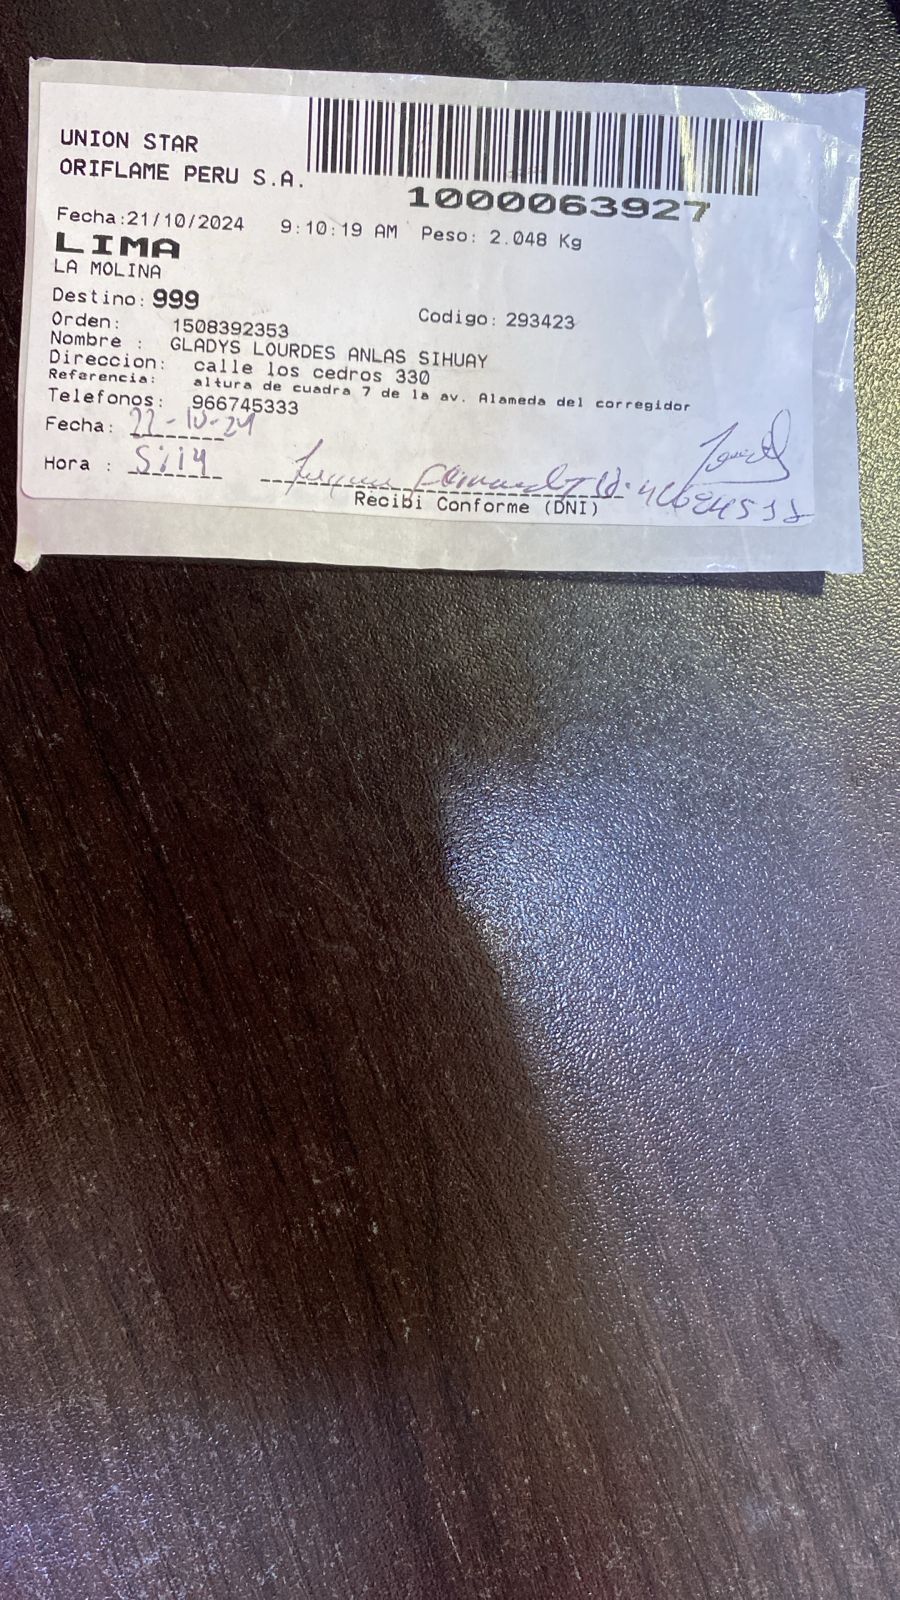 UNION STAR
ORIFLAME PERU S.A.
1000063927
Fecha:21/10/2024 9:10:19 AM Peso: 2.048 Kg
LIMA
LA MOLINA
Destino: 999
Codigo: 293423
Orden: 1508392353
Nombre : GLADYS LOURDES ANLAS SIHUAY
Direccion: calle los cedros 330
Referencia: altura de cuadra 7 de la av. Alameda del corregidor
Telefonos: 966745333
Fecha: 22-10-24
Hora : 5:14
Recibi Conforme (DNI)